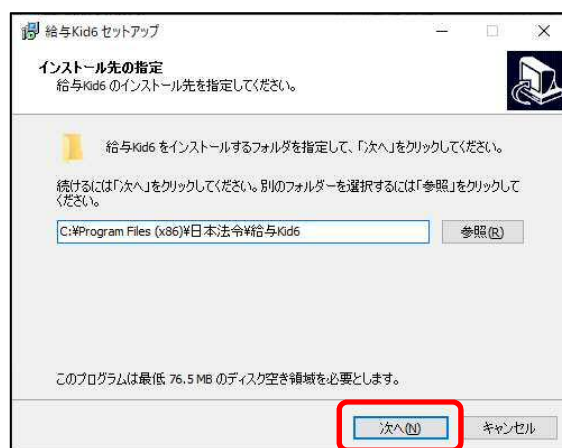 給与Kid6 セットアップ
インストール先の指定
給与Kid6 のインストール先を指定してください。
給与Kid6 をインストールするフォルダを指定して、「次へ」をクリックしてください。
続けるには「次へ」をクリックしてください。別のフォルダーを選択するには「参照」をクリックして
ください。
C:¥Program Files (x86)¥日本法令¥給与Kid6
参照(R)
このプログラムは最低 76.5 MB のディスク空き領域を必要とします。
次へ(N)
キャンセル